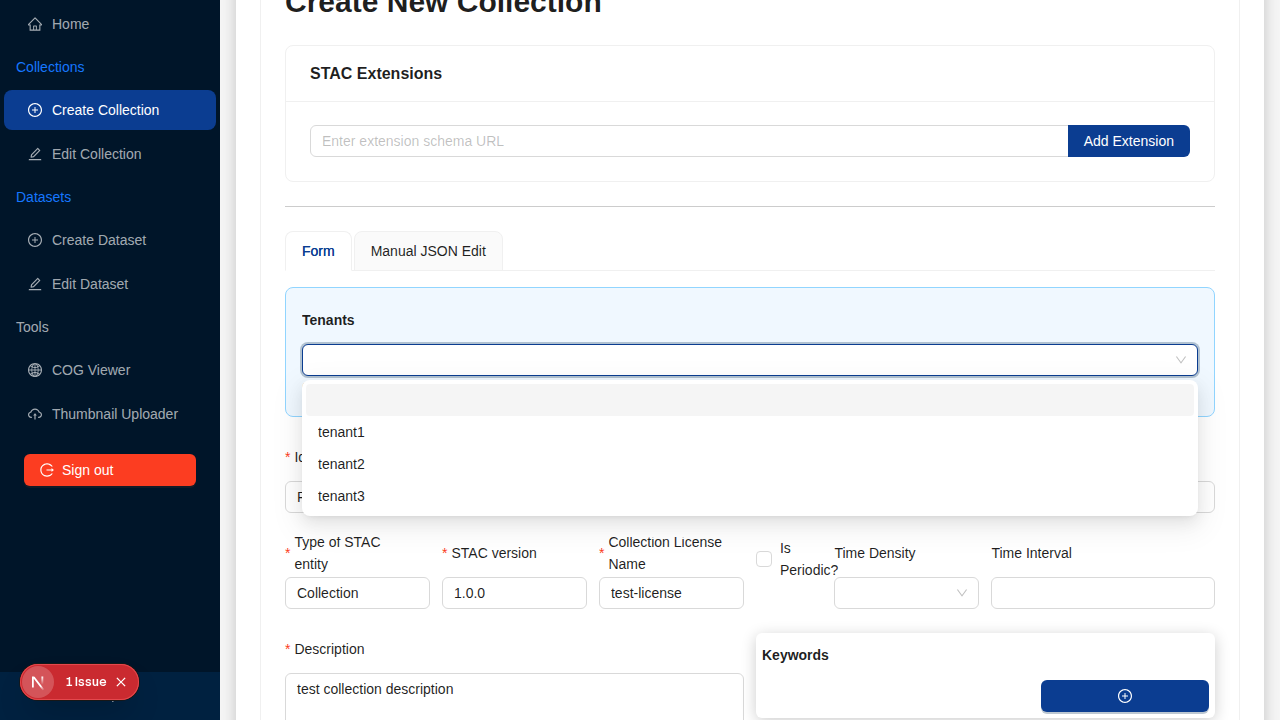 Create New Collection
Home
Collections
Create Collection
Edit Collection
Datasets
Create Dataset
Edit Dataset
Tools
COG Viewer
Thumbnail Uploader
Sign out
1 Issue
STAC Extensions
Enter extension schema URL
Add Extension
Form
Manual JSON Edit
Tenants
tenant1
tenant2
tenant3
*
* Type of STAC
entity
* STAC version
* Collection License
Name
Is
Periodic?
Time Density
Time Interval
Collection
1.0.0
test-license
* Description
test collection description
Keywords